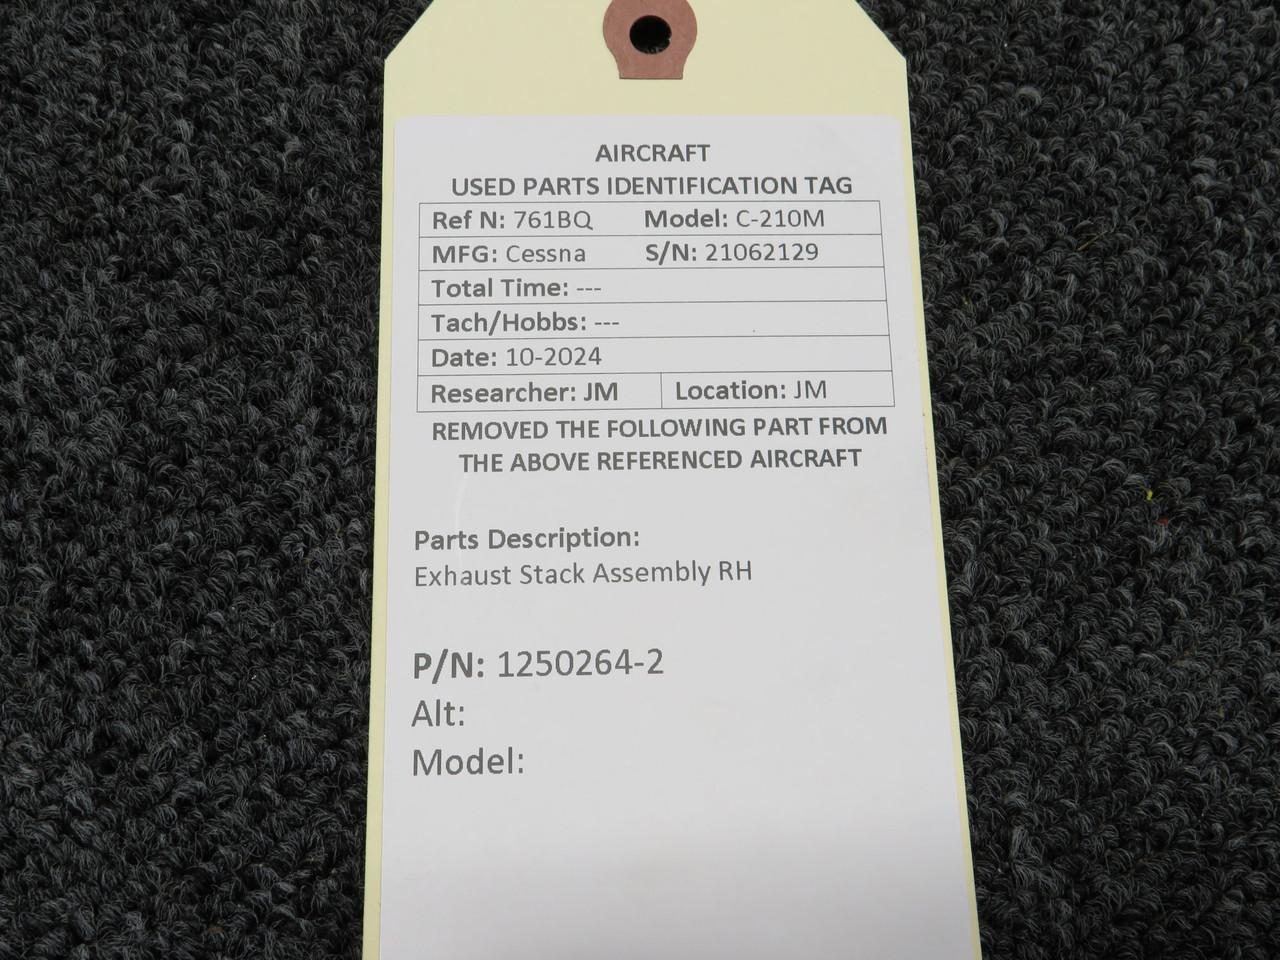 AIRCRAFT
USED PARTS IDENTIFICATION TAG
Ref N: 761BQ Model: C-210M
MFG: Cessna S/N: 21062129
Total Time: ---
Tach/Hobbs: ---
Date: 10-2024
Researcher: JM Location: JM
REMOVED THE FOLLOWING PART FROM
THE ABOVE REFERENCED AIRCRAFT
Parts Description:
Exhaust Stack Assembly RH
P/N: 1250264-2
Alt:
Model: